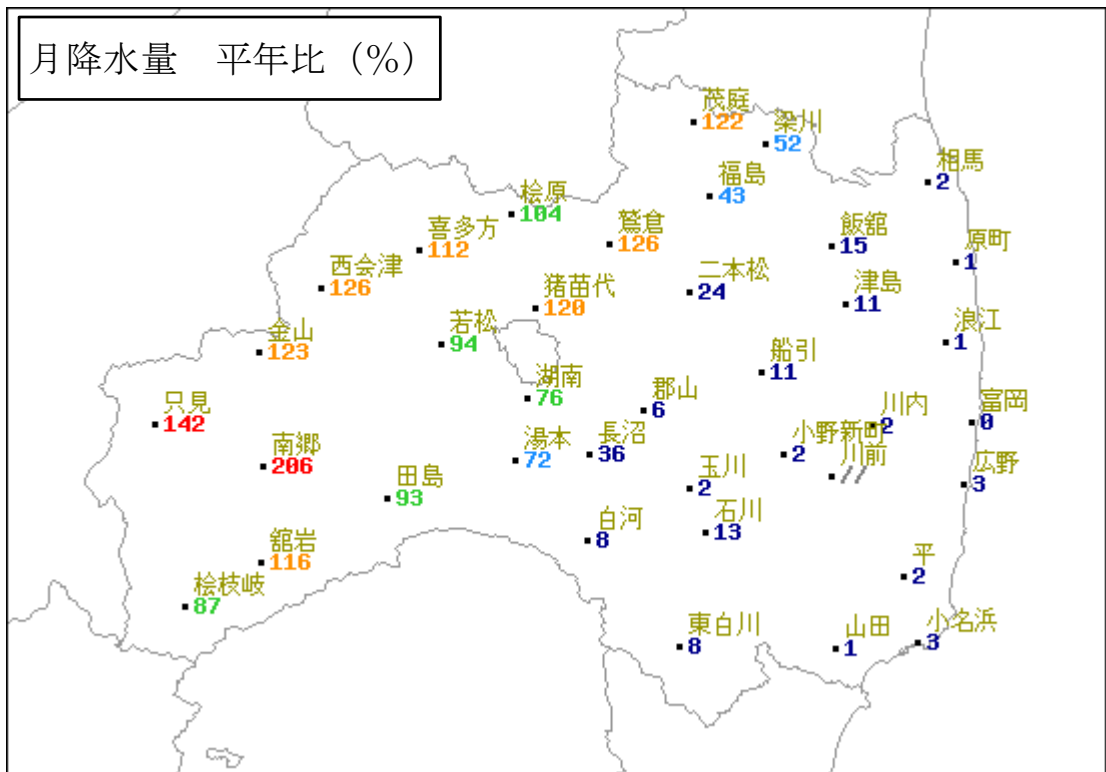 月降水量　平年比（％）
茂庭
122
梁川
52
相馬
2
福島
43
桧原
104
鷲倉
126
喜多方
112
飯舘
15
原町
1
西会津
126
二本松
24
津島
11
猪苗代
120
若松
94
浪江
1
金山
123
船引
11
湖南
76
郡山
6
只見
142
川内
2
富岡
0
南郷
206
湯本
72
長沼
36
小野新町
2
川前
//
広野
3
田島
93
玉川
2
石川
13
白河
8
舘岩
116
平
2
桧枝岐
87
東白川
8
山田
1
小名浜
3